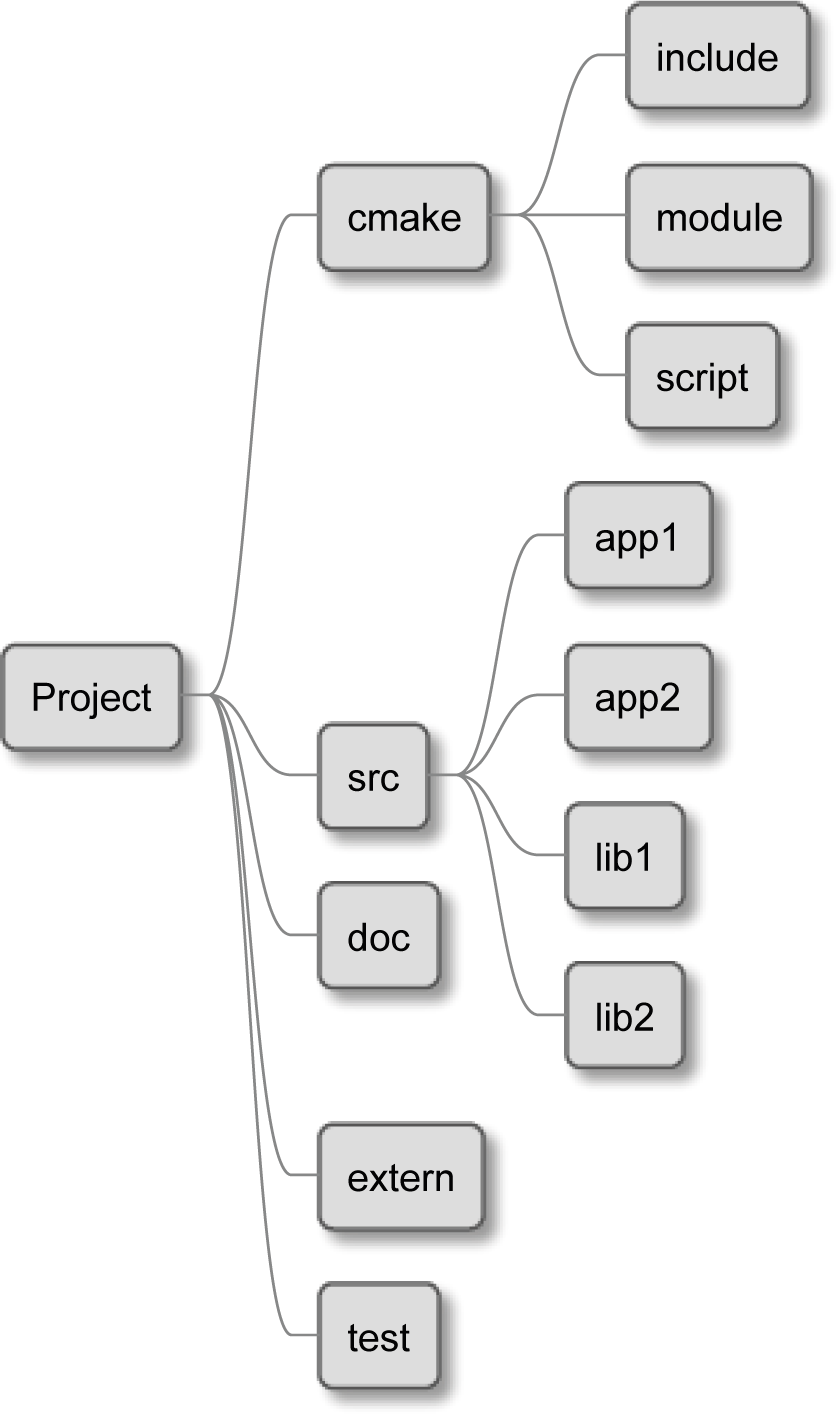 include
cmake
module
script
app1
Project
app2
src
lib1
doc
lib2
extern
test